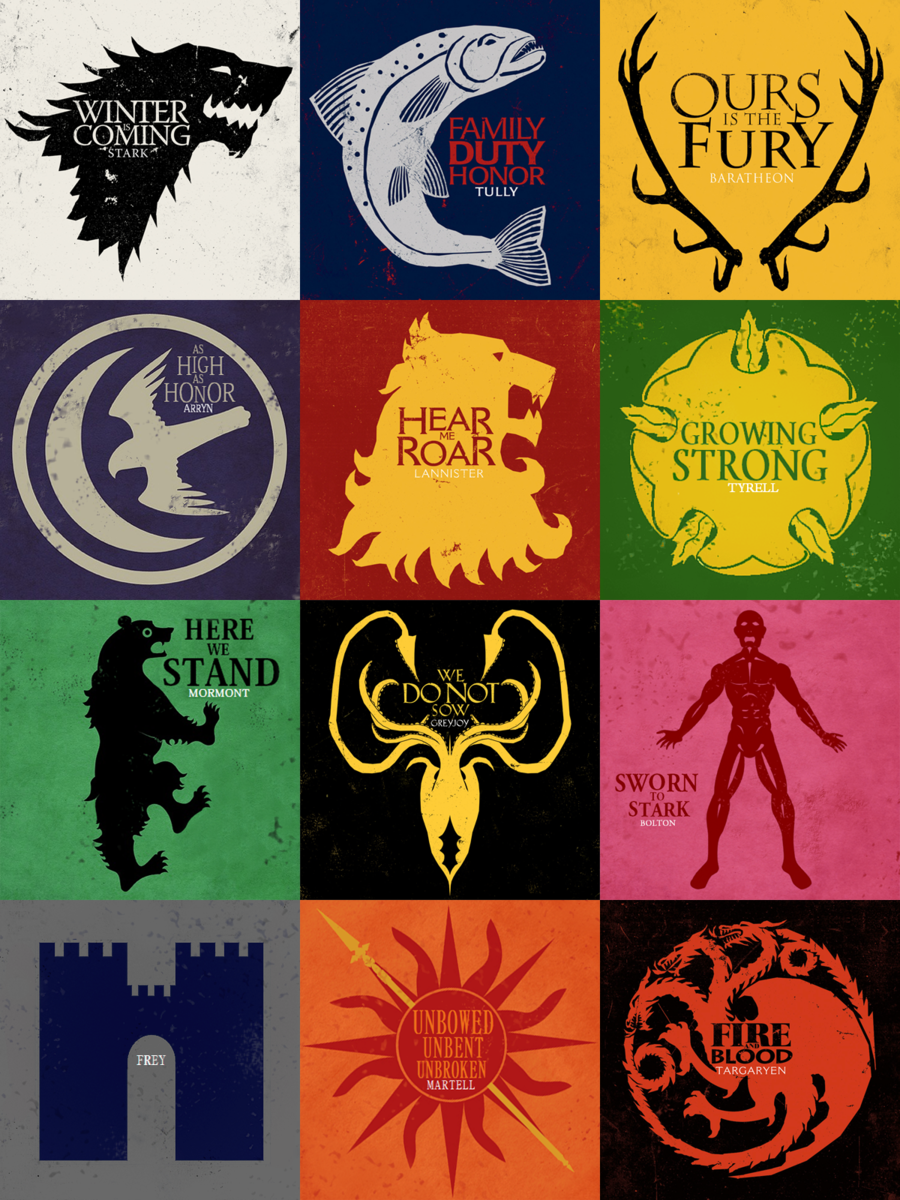 WINTER
IS
COMING
STARK
FAMILY
DUTY
HONOR
TULLY
OURS
IS THE
FURY
BARATHEON
AS
HIGH
AS
HONOR
ARRYN
HEAR
ME
ROAR
LANNISTER
GROWING
STRONG
TYRELL
HERE
WE
STAND
MORMONT
WE
DO NOT
SOW
GREYJOY
SWORN
TO
STARK
BOLTON
FREY
UNBOWED
UNBENT
UNBROKEN
MARTELL
FIRE
AND
BLOOD
TARGARYEN